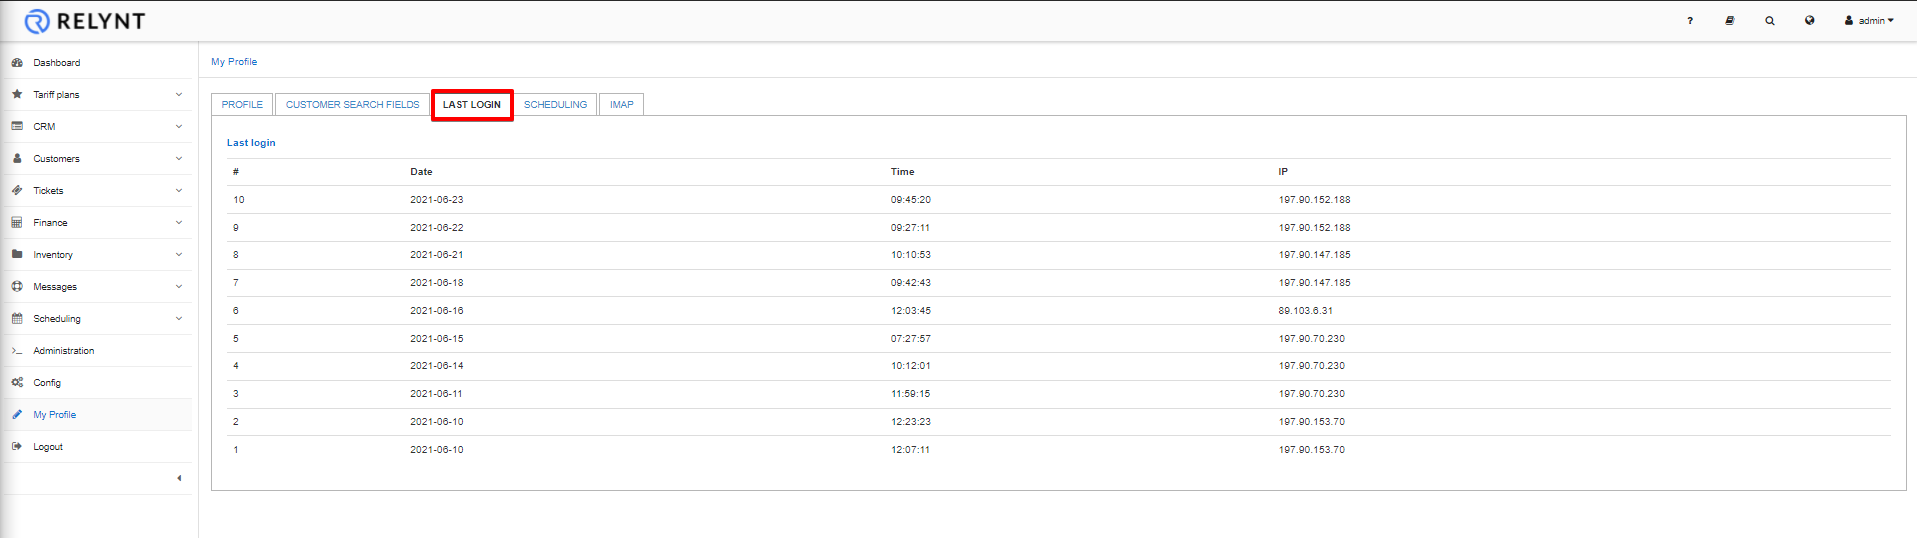 RELYNT
? admin
Dashboard
Tariff plans
CRM
Customers
Tickets
Finance
Inventory
Messages
Scheduling
Administration
Config
My Profile
Logout
My Profile
PROFILE CUSTOMER SEARCH FIELDS LAST LOGIN SCHEDULING IMAP
Last login
# Date Time IP
10 2021-06-23 09:45:20 197.90.152.188
9 2021-06-22 09:27:11 197.90.152.188
8 2021-06-21 10:10:53 197.90.147.185
7 2021-06-18 09:42:43 197.90.147.185
6 2021-06-16 12:03:45 89.103.6.31
5 2021-06-15 07:27:57 197.90.70.230
4 2021-06-14 10:12:01 197.90.70.230
3 2021-06-11 11:59:15 197.90.70.230
2 2021-06-10 12:23:23 197.90.153.70
1 2021-06-10 12:07:11 197.90.153.70